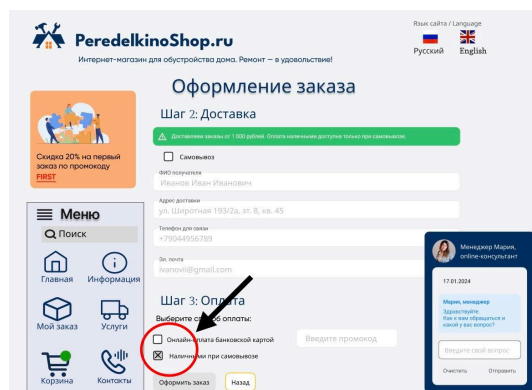 PeredelkinoShop.ru
Интернет-магазин для обустройства дома. Ремонт — в удовольствие!
Язык сайта / Language
Русский
English
Оформление заказа
Шаг 2: Доставка
Доставляем заказы от 1 000 рублей. Оплата наличными доступна только при самовывозе.
Самовывоз
ФИО получателя
Иванов Иван Иванович
Адрес доставки
ул. Широтная 193/2а, эт. 8, кв. 45
Телефон для связи
+79044956789
Эл. почта
ivanovii@gmail.com
Шаг 3: Оплата
Выберите способ оплаты:
Онлайн-оплата банковской картой
Введите промокод
Наличными при самовывозе
Оформить заказ
Назад
Скидка 20% на первый
заказ по промокоду
FIRST
Меню
Поиск
Главная
Информация
Мой заказ
Услуги
Корзина
Контакты
Менеджер Мария,
online-консультант
17.01.2024
Мария, менеджер
Здравствуйте.
Как к вам обращаться и
какой у вас вопрос?
Введите свой вопрос
Очистить
Отправить